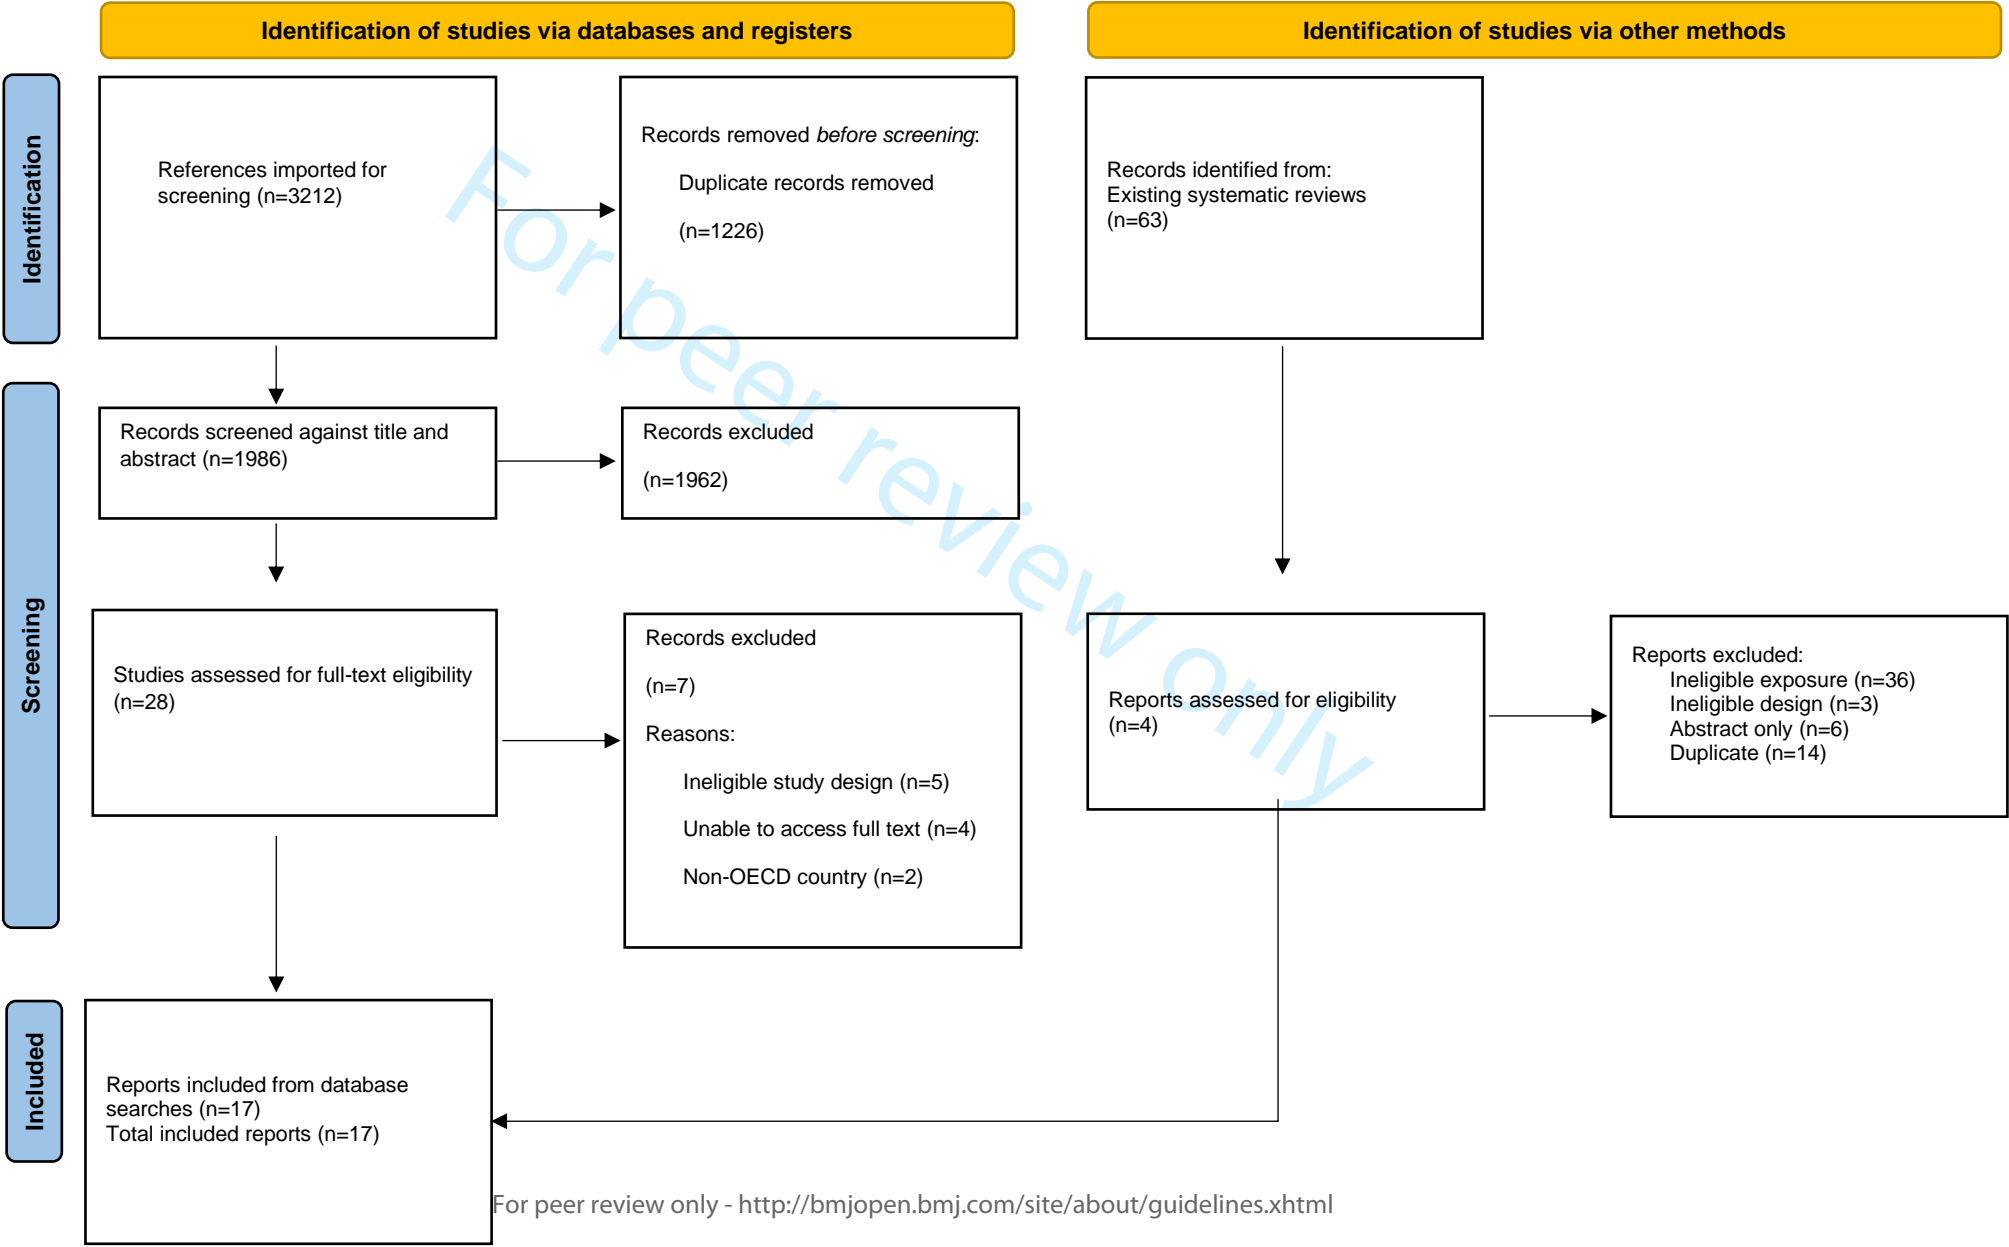 Identification of studies via databases and registers
Identification of studies via other methods
Identification
References imported for
screening (n=3212)
Records removed before screening:
Duplicate records removed
(n=1226)
Records identified from:
Existing systematic reviews
(n=63)
Screening
Records screened against title and
abstract (n=1986)
Records excluded
(n=1962)
Studies assessed for full-text eligibility
(n=28)
Records excluded
(n=7)
Reasons:
Ineligible study design (n=5)
Unable to access full text (n=4)
Non-OECD country (n=2)
Reports assessed for eligibility
(n=4)
Reports excluded:
Ineligible exposure (n=36)
Ineligible design (n=3)
Abstract only (n=6)
Duplicate (n=14)
Included
Reports included from database
searches (n=17)
Total included reports (n=17)
For peer review only
For peer review only - http://bmjopen.bmj.com/site/about/guidelines.xhtml